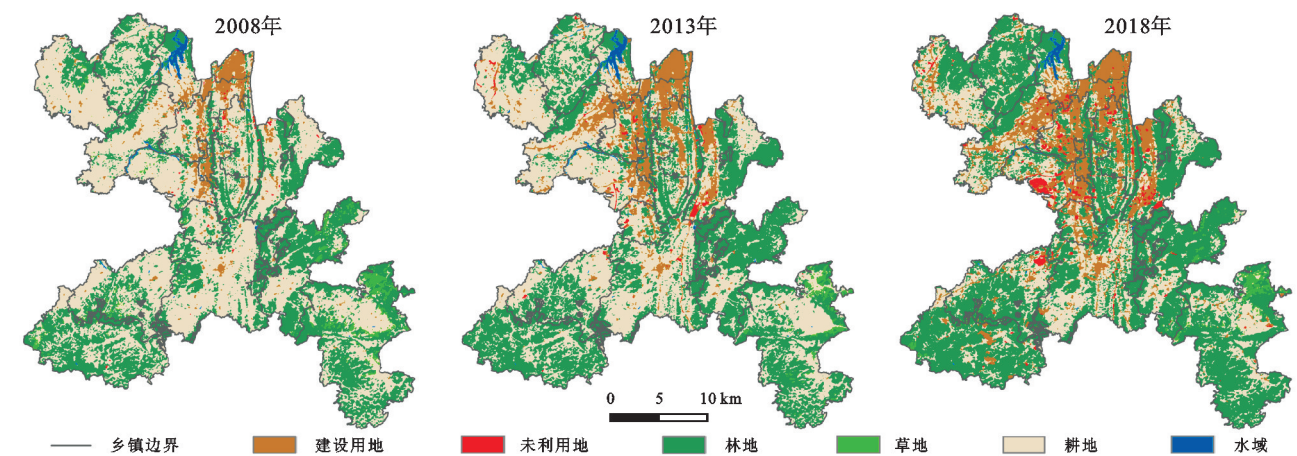 2008年
2013年
2018年
0 5 10 km
乡镇边界 建设用地 未利用地 林地 草地 耕地 水域